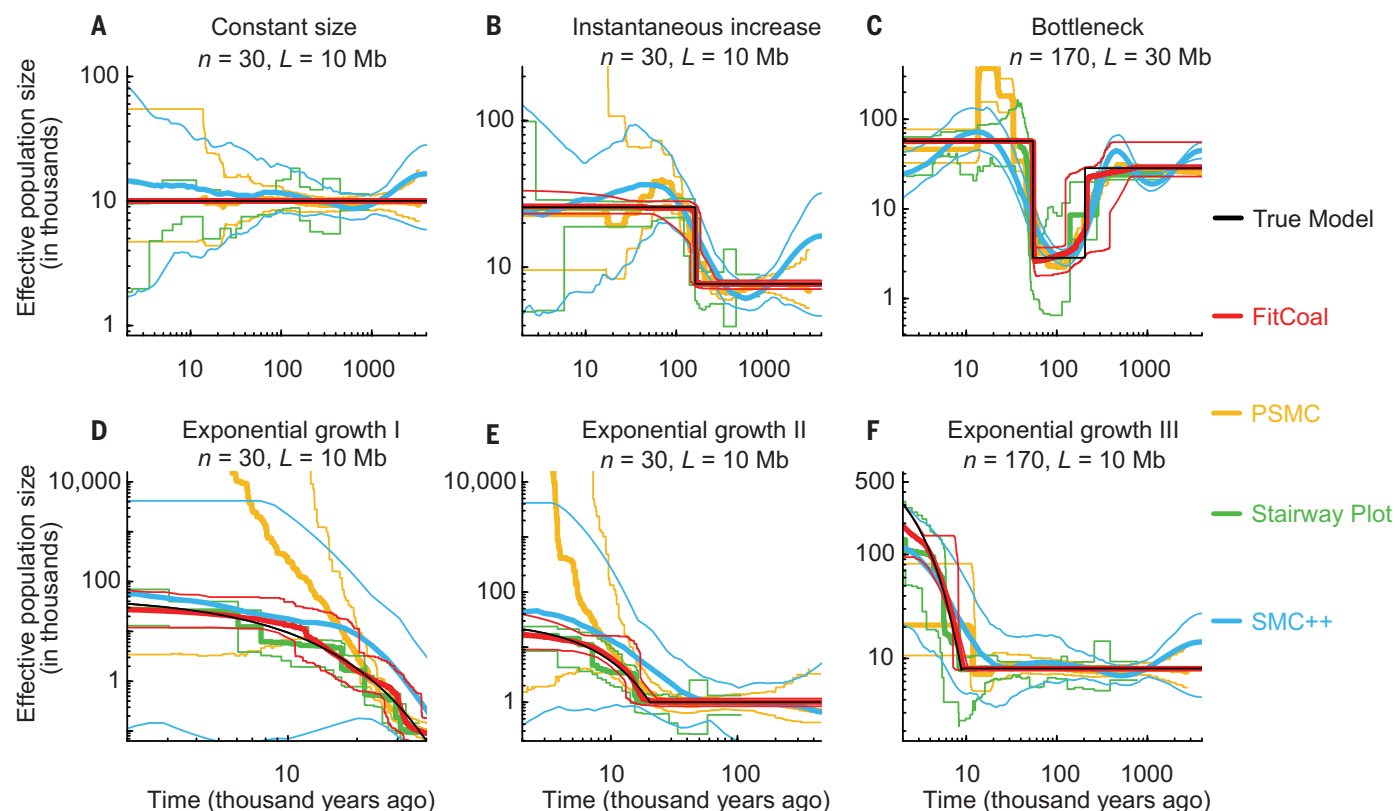 A Constant size
n = 30, L = 10 Mb
B Instantaneous increase
n = 30, L = 10 Mb
C Bottleneck
n = 170, L = 30 Mb
Effective population size
(in thousands)
100
10
1
10 100 1000
100
10
10 100 1000
100
10
1
10 100 1000
True Model
FitCoal
PSMC
Stairway Plot
SMC++
D Exponential growth I
n = 30, L = 10 Mb
E Exponential growth II
n = 30, L = 10 Mb
F Exponential growth III
n = 170, L = 10 Mb
Effective population size
(in thousands)
10,000
100
1
10
Time (thousand years ago)
10,000
100
1
10 100
Time (thousand years ago)
500
100
10
10 100 1000
Time (thousand years ago)